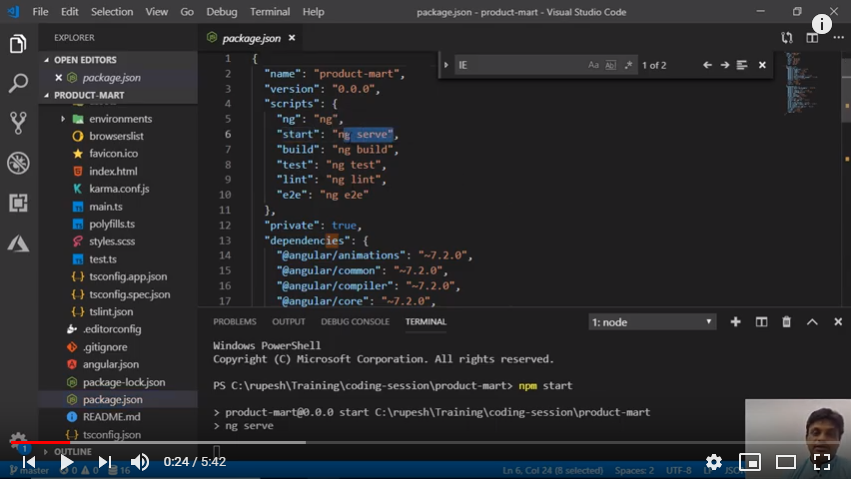 File Edit Selection View Go Debug Terminal Help package.json - product-mart - Visual Studio Code
EXPLORER
OPEN EDITORS
package.json
PRODUCT-MART
environments
browserslist
favicon.ico
index.html
karma.conf.js
main.ts
polyfills.ts
styles.scss
test.ts
tsconfig.app.json
tsconfig.spec.json
tslint.json
.editorconfig
.gitignore
angular.json
package-lock.json
package.json
README.md
tsconfig.json
OUTLINE
package.json
IE Aa Ab| .* 1 of 2
1 {
2 "name": "product-mart",
3 "version": "0.0.0",
4 "scripts": {
5 "ng": "ng",
6 "start": "ng serve",
7 "build": "ng build",
8 "test": "ng test",
9 "lint": "ng lint",
10 "e2e": "ng e2e"
11 },
12 "private": true,
13 "dependencies": {
14 "@angular/animations": "~7.2.0",
15 "@angular/common": "~7.2.0",
16 "@angular/compiler": "~7.2.0",
17 "@angular/core": "~7.2.0",
PROBLEMS OUTPUT DEBUG CONSOLE TERMINAL 1: node
Windows PowerShell
Copyright (C) Microsoft Corporation. All rights reserved.
PS C:\rupesh\Training\coding-session\product-mart> npm start
> product-mart@0.0.0 start C:\rupesh\Training\coding-session\product-mart
> ng serve
1
master 0 0 16 Ln 6, Col 24 (8 selected) Spaces: 2 UTF-8 LF
0:24 / 5:42